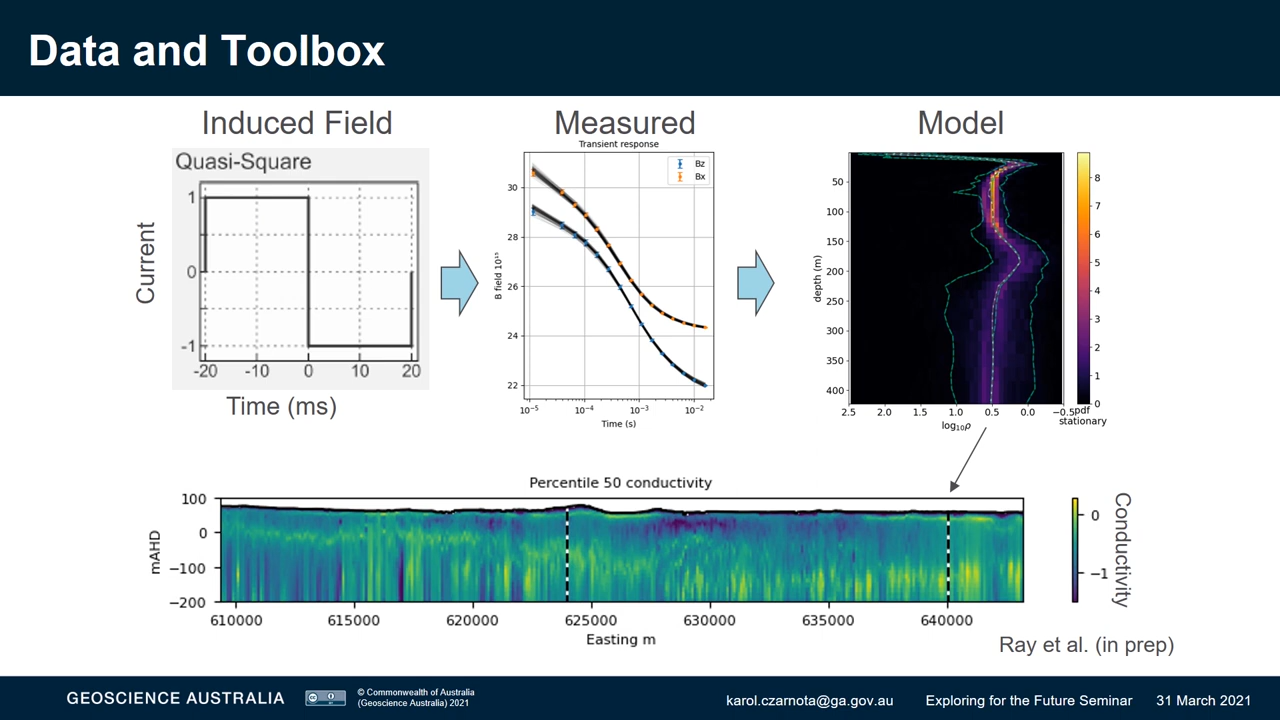 Data and Toolbox
Induced Field
Measured
Model
Quasi-Square
Current
1
0
-1
-20 -10 0 10 20
Time (ms)
Transient response
Bz
Bx
B field 10¹⁵
30
28
26
24
22
10⁻⁵ 10⁻⁴ 10⁻³ 10⁻²
Time (s)
depth (m)
50
100
150
200
250
300
350
400
2.5 2.0 1.5 1.0 0.5 0.0 −0.5
log₁₀ρ
8
7
6
5
4
3
2
1
0
pdf
stationary
Percentile 50 conductivity
mAHD
100
0
−100
−200
610000 615000 620000 625000 630000 635000 640000
Easting m
0
−1
Conductivity
Ray et al. (in prep)
GEOSCIENCE AUSTRALIA
© Commonwealth of Australia
(Geoscience Australia) 2021
karol.czarnota@ga.gov.au
Exploring for the Future Seminar
31 March 2021